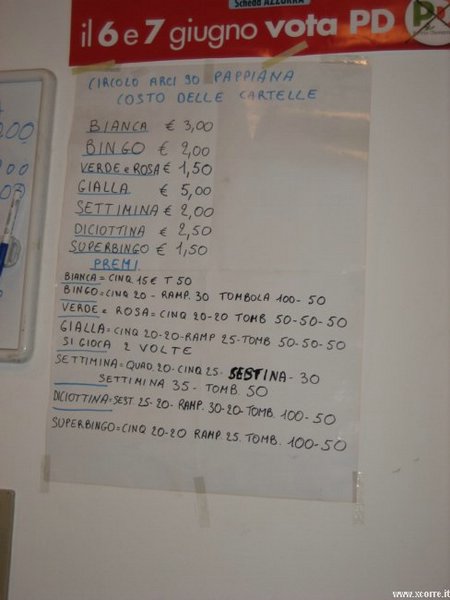 Scheda AZZURRA
il 6 e 7 giugno vota PD
CIRCOLO ARCI 90 PAPPIANA
COSTO DELLE CARTELLE
BIANCA € 3,00
BINGO € 2,00
VERDE e ROSA € 1,50
GIALLA € 5,00
SETTIMINA € 2,00
DICIOTTINA € 2,50
SUPERBINGO € 1,50
PREMI
BIANCA = CINQ. 15 € T 50
BINGO = CINQ 20 - RAMP. 30 TOMBOLA 100 - 50
VERDE e ROSA = CINQ 20-20 TOMB 50-50-50
GIALLA = CINQ 20-20-RAMP 25-TOMB 50-50-50
SI GIOCA 2 VOLTE
SETTIMINA = QUAD. 20 - CINQ 25 - SESTINA - 30
SETTIMINA 35 - TOMB. 50
DICIOTTINA = SEST 25-20 - RAMP. 30-20-TOMB. 100-50
SUPERBINGO = CINQ 20-20 RAMP. 25. TOMB. 100-50
www.xcorre.it